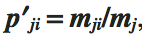 p′ji = mji/mj,